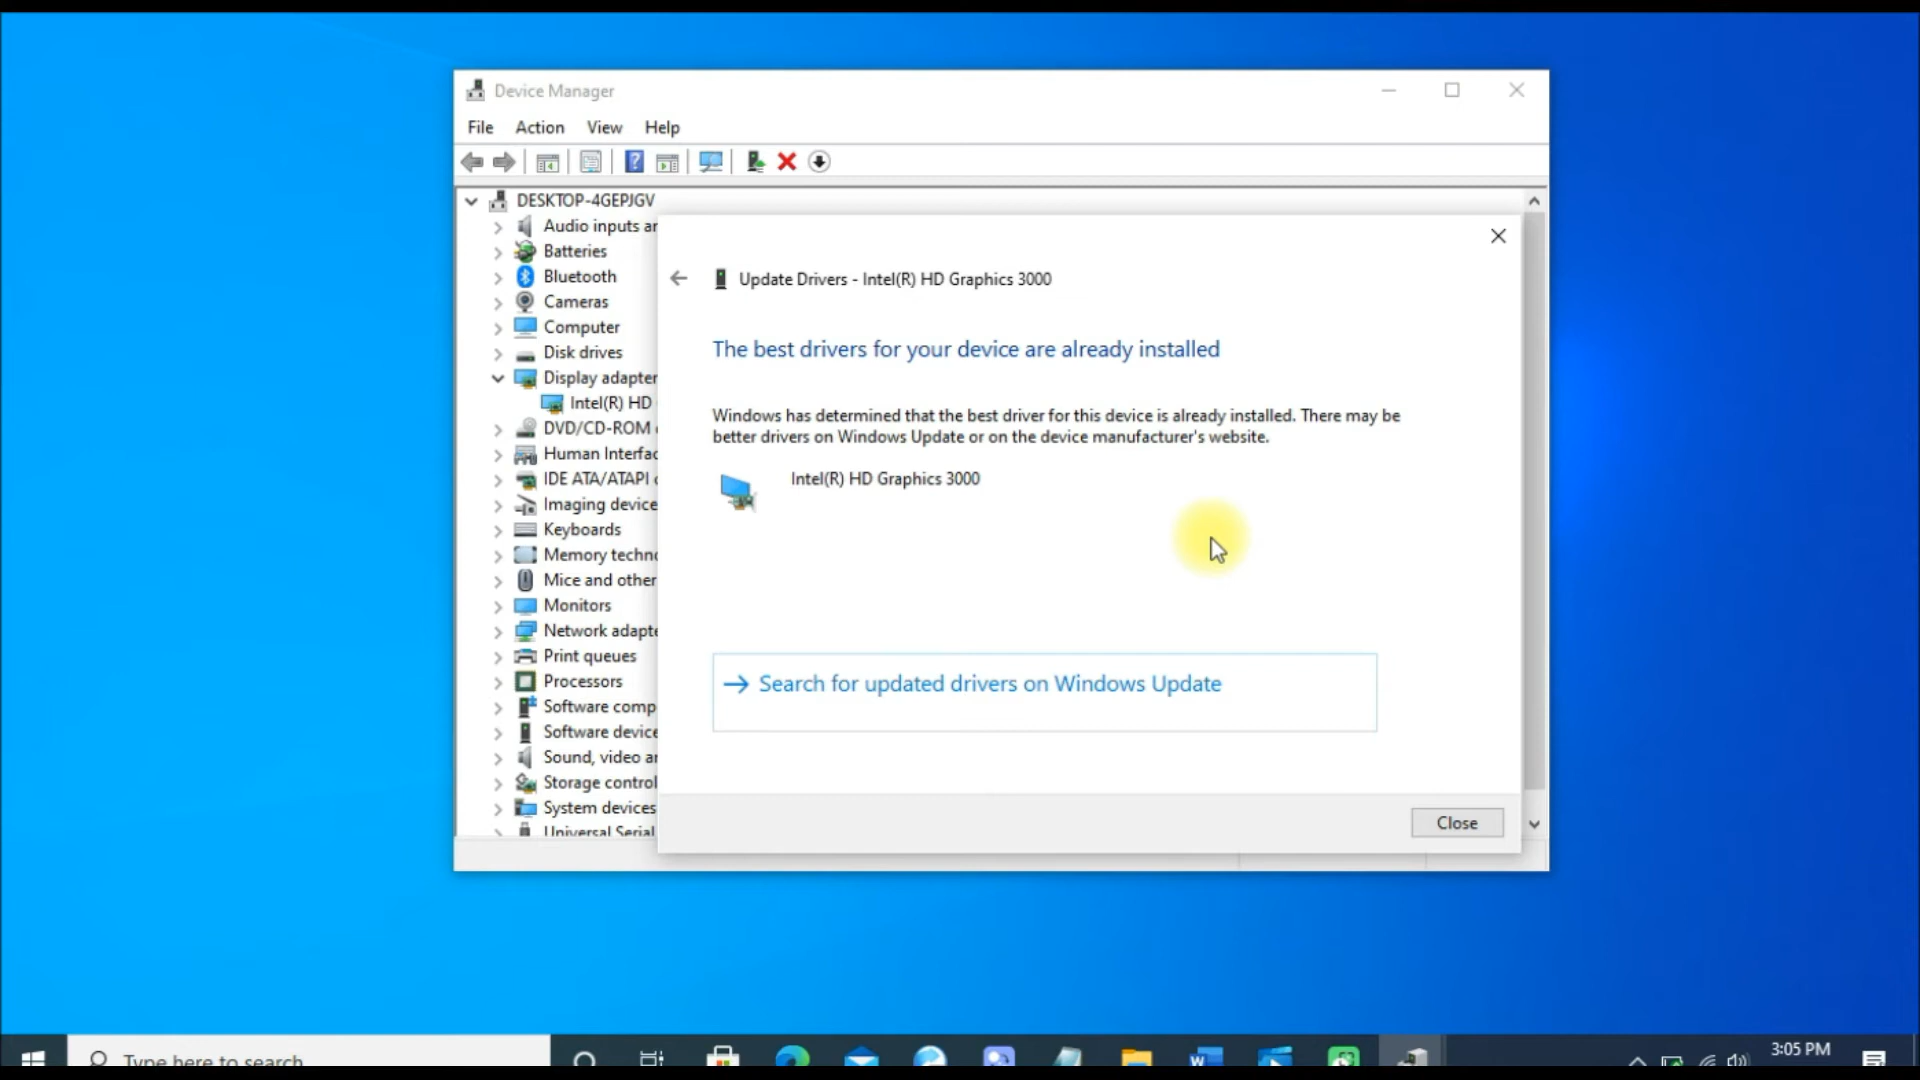 Device Manager
File Action View Help
DESKTOP-4GEPJGV
Audio inputs ar
Batteries
Bluetooth
Cameras
Computer
Disk drives
Display adapter
Intel(R) HD
DVD/CD-ROM
Human Interfac
IDE ATA/ATAPI
Imaging device
Keyboards
Memory techno
Mice and other
Monitors
Network adapte
Print queues
Processors
Software comp
Software device
Sound, video ar
Storage control
System devices
Universal Serial
Update Drivers - Intel(R) HD Graphics 3000
The best drivers for your device are already installed
Windows has determined that the best driver for this device is already installed. There may be
better drivers on Windows Update or on the device manufacturer's website.
Intel(R) HD Graphics 3000
Search for updated drivers on Windows Update
Close
Type here to search
3:05 PM